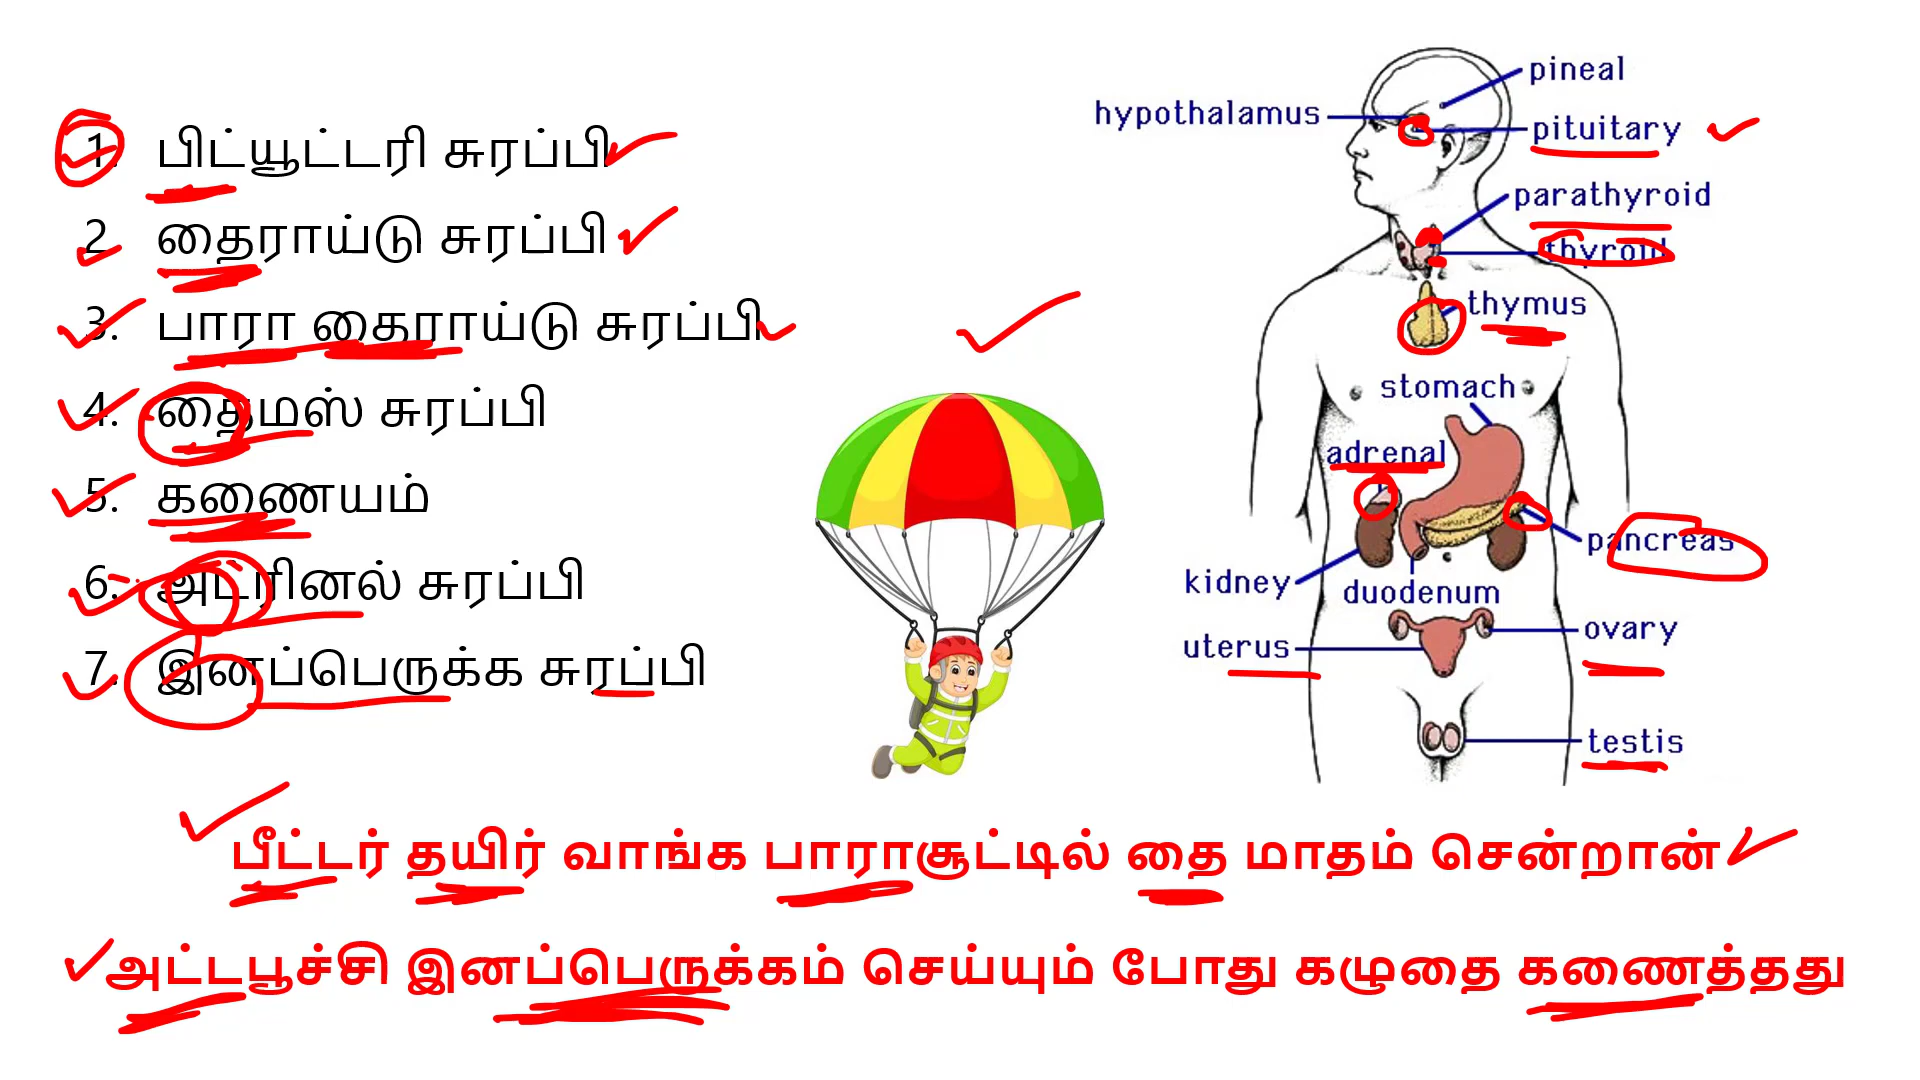 1. பிட்யூட்டரி சுரப்பி
2. தைராய்டு சுரப்பி
3. பாரா தைராய்டு சுரப்பி
4. தைமஸ் சுரப்பி
5. கணையம்
6. அட்ரினல் சுரப்பி
7. இனப்பெருக்க சுரப்பி
pineal
hypothalamus
pituitary
parathyroid
thyroid
thymus
stomach
adrenal
pancreas
kidney
duodenum
ovary
uterus
testis
பீட்டர் தயிர் வாங்க பாராசூட்டில் தை மாதம் சென்றான்
அட்டபூச்சி இனப்பெருக்கம் செய்யும் போது கழுதை கணைத்தது